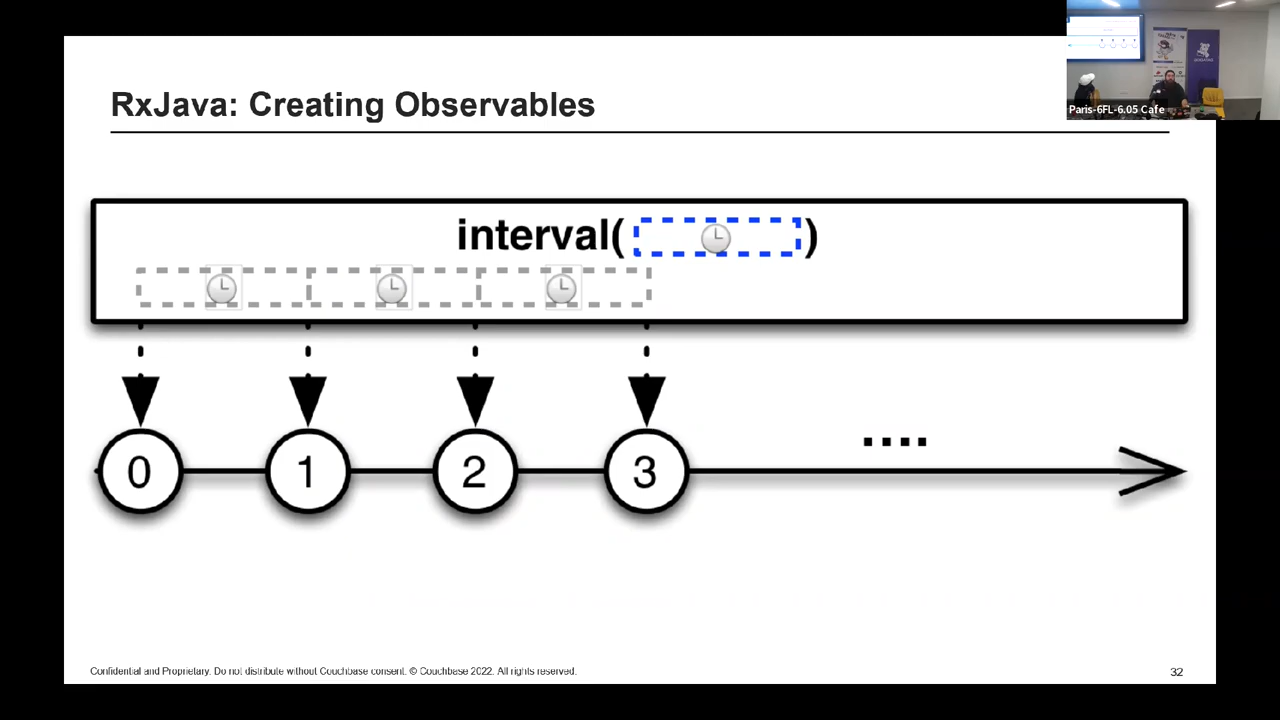 RxJava: Creating Observables
Paris-6FL-6.05 Cafe
interval( )
0 1 2 3
....
Confidential and Proprietary. Do not distribute without Couchbase consent. © Couchbase 2022. All rights reserved.
32